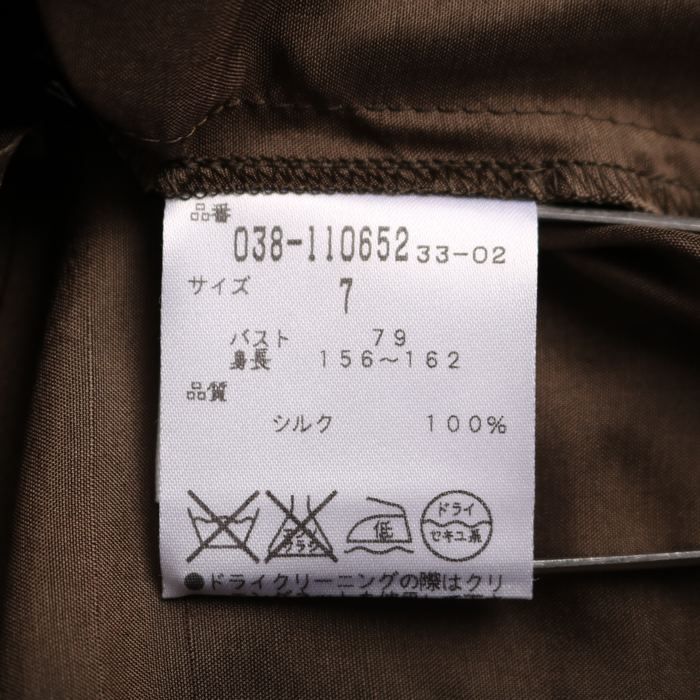 品番
038-110652 33-02
サイズ 7
バスト 79
身長 156～162
品質
シルク 100%
低
ドライ
セキユ系
●ドライクリーニングの際はクリ